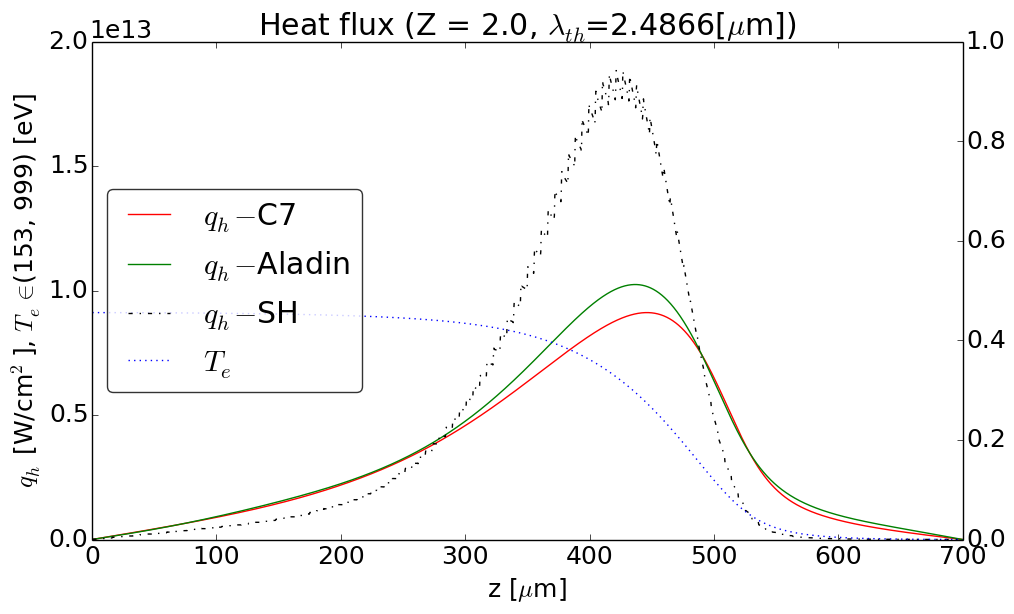 Heat flux (Z = 2.0, λ_th=2.4866[μm])
1e13
2.0
1.5
1.0
0.5
0.0
q_h [W/cm²], T_e ∈(153, 999) [eV]
q_h −C7
q_h −Aladin
q_h −SH
T_e
1.0
0.8
0.6
0.4
0.2
0.0
0 100 200 300 400 500 600 700
z [μm]